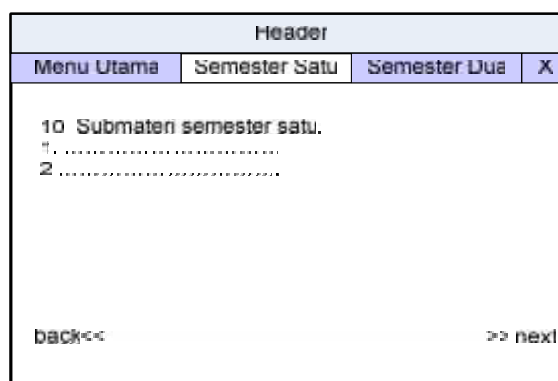 Header
Menu Utama Semester Satu Semester Dua X
10 Submateri semester satu.
1. ........................................
2 ........................................
back<< >> next